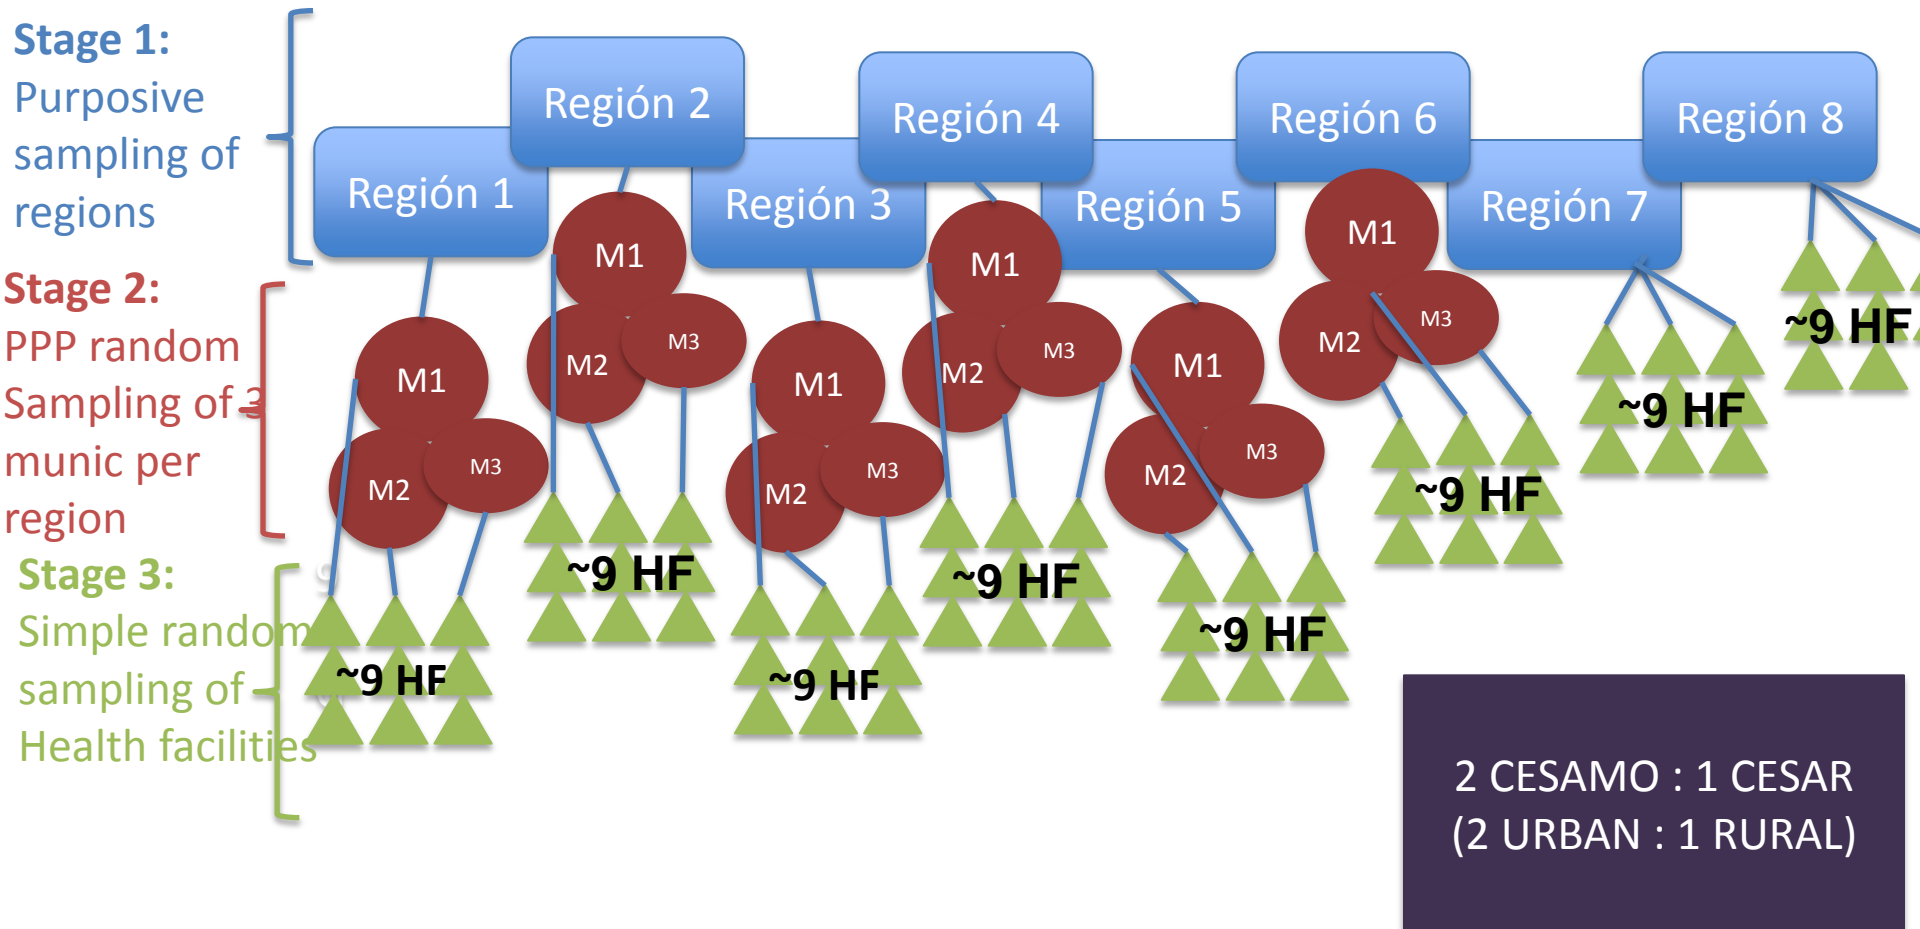 Stage 1:
Purposive
sampling of
regions
Stage 2:
PPP random
Sampling of 3
munic per
region
Stage 3:
Simple random
sampling of
Health facilities
Región 1
Región 2
Región 3
Región 4
Región 5
Región 6
Región 7
Región 8
M1
M2
M3
~9 HF
M1
M2
M3
~9 HF
M1
M2
M3
~9 HF
M1
M2
M3
~9 HF
M1
M2
M3
~9 HF
M1
M2
M3
~9 HF
~9 HF
~9 HF
2 CESAMO : 1 CESAR
(2 URBAN : 1 RURAL)